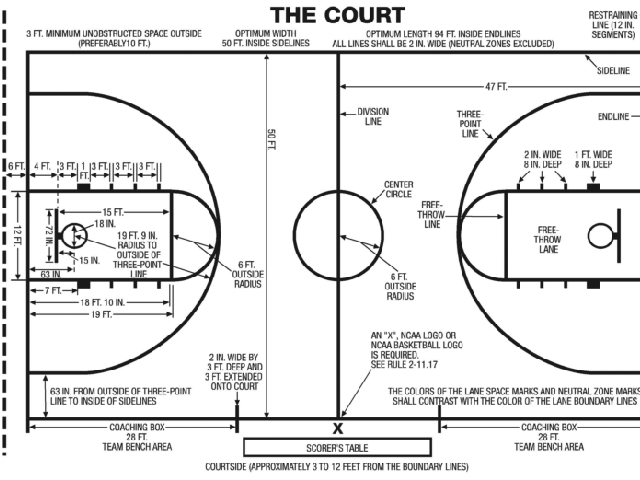 THE COURT
RESTRAINING
LINE (12 IN.
SEGMENTS)
3 FT. MINIMUM UNOBSTRUCTED SPACE OUTSIDE
(PREFERABLY 10 FT.)
OPTIMUM WIDTH
50 FT. INSIDE SIDELINES
OPTIMUM LENGTH 94 FT. INSIDE ENDLINES
ALL LINES SHALL BE 2 IN. WIDE (NEUTRAL ZONES EXCLUDED)
SIDELINE
47 FT.
DIVISION
LINE
THREE-
POINT
LINE
ENDLINE
50 FT.
6 FT.
4 FT.
3 FT.
1
FT.
3 FT.
3 FT.
3 FT.
2 IN. WIDE
8 IN. DEEP
1 FT. WIDE
8 IN. DEEP
CENTER
CIRCLE
FREE-
THROW
LINE
FREE-
THROW
LANE
12 FT.
72 IN.
15 FT.
18 IN.
19 FT. 9 IN.
RADIUS TO
OUTSIDE OF
THREE-POINT
LINE
15 IN.
63 IN.
7 FT.
18 FT. 10 IN.
19 FT.
6 FT.
OUTSIDE
RADIUS
6 FT.
OUTSIDE
RADIUS
AN "X", NCAA LOGO OR
NCAA BASKETBALL LOGO
IS REQUIRED.
SEE RULE 2-11.17
2 IN. WIDE BY
3 FT. DEEP AND
3 FT. EXTENDED
ONTO COURT
63 IN. FROM OUTSIDE OF THREE-POINT
LINE TO INSIDE OF SIDELINES
THE COLORS OF THE LANE SPACE MARKS AND NEUTRAL ZONE MARKS
SHALL CONTRAST WITH THE COLOR OF THE LANE BOUNDARY LINES
COACHING BOX
28 FT.
TEAM BENCH AREA
X
SCORER'S TABLE
COACHING BOX
28 FT.
TEAM BENCH AREA
COURTSIDE (APPROXIMATELY 3 TO 12 FEET FROM THE BOUNDARY LINES)